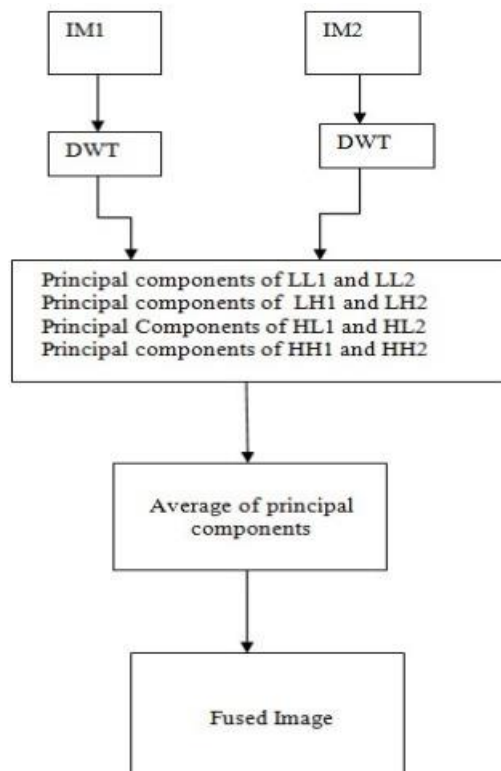 IM1
IM2
DWT
DWT
Principal components of LL1 and LL2
Principal components of LH1 and LH2
Principal Components of HL1 and HL2
Principal components of HH1 and HH2
Average of principal
components
Fused Image